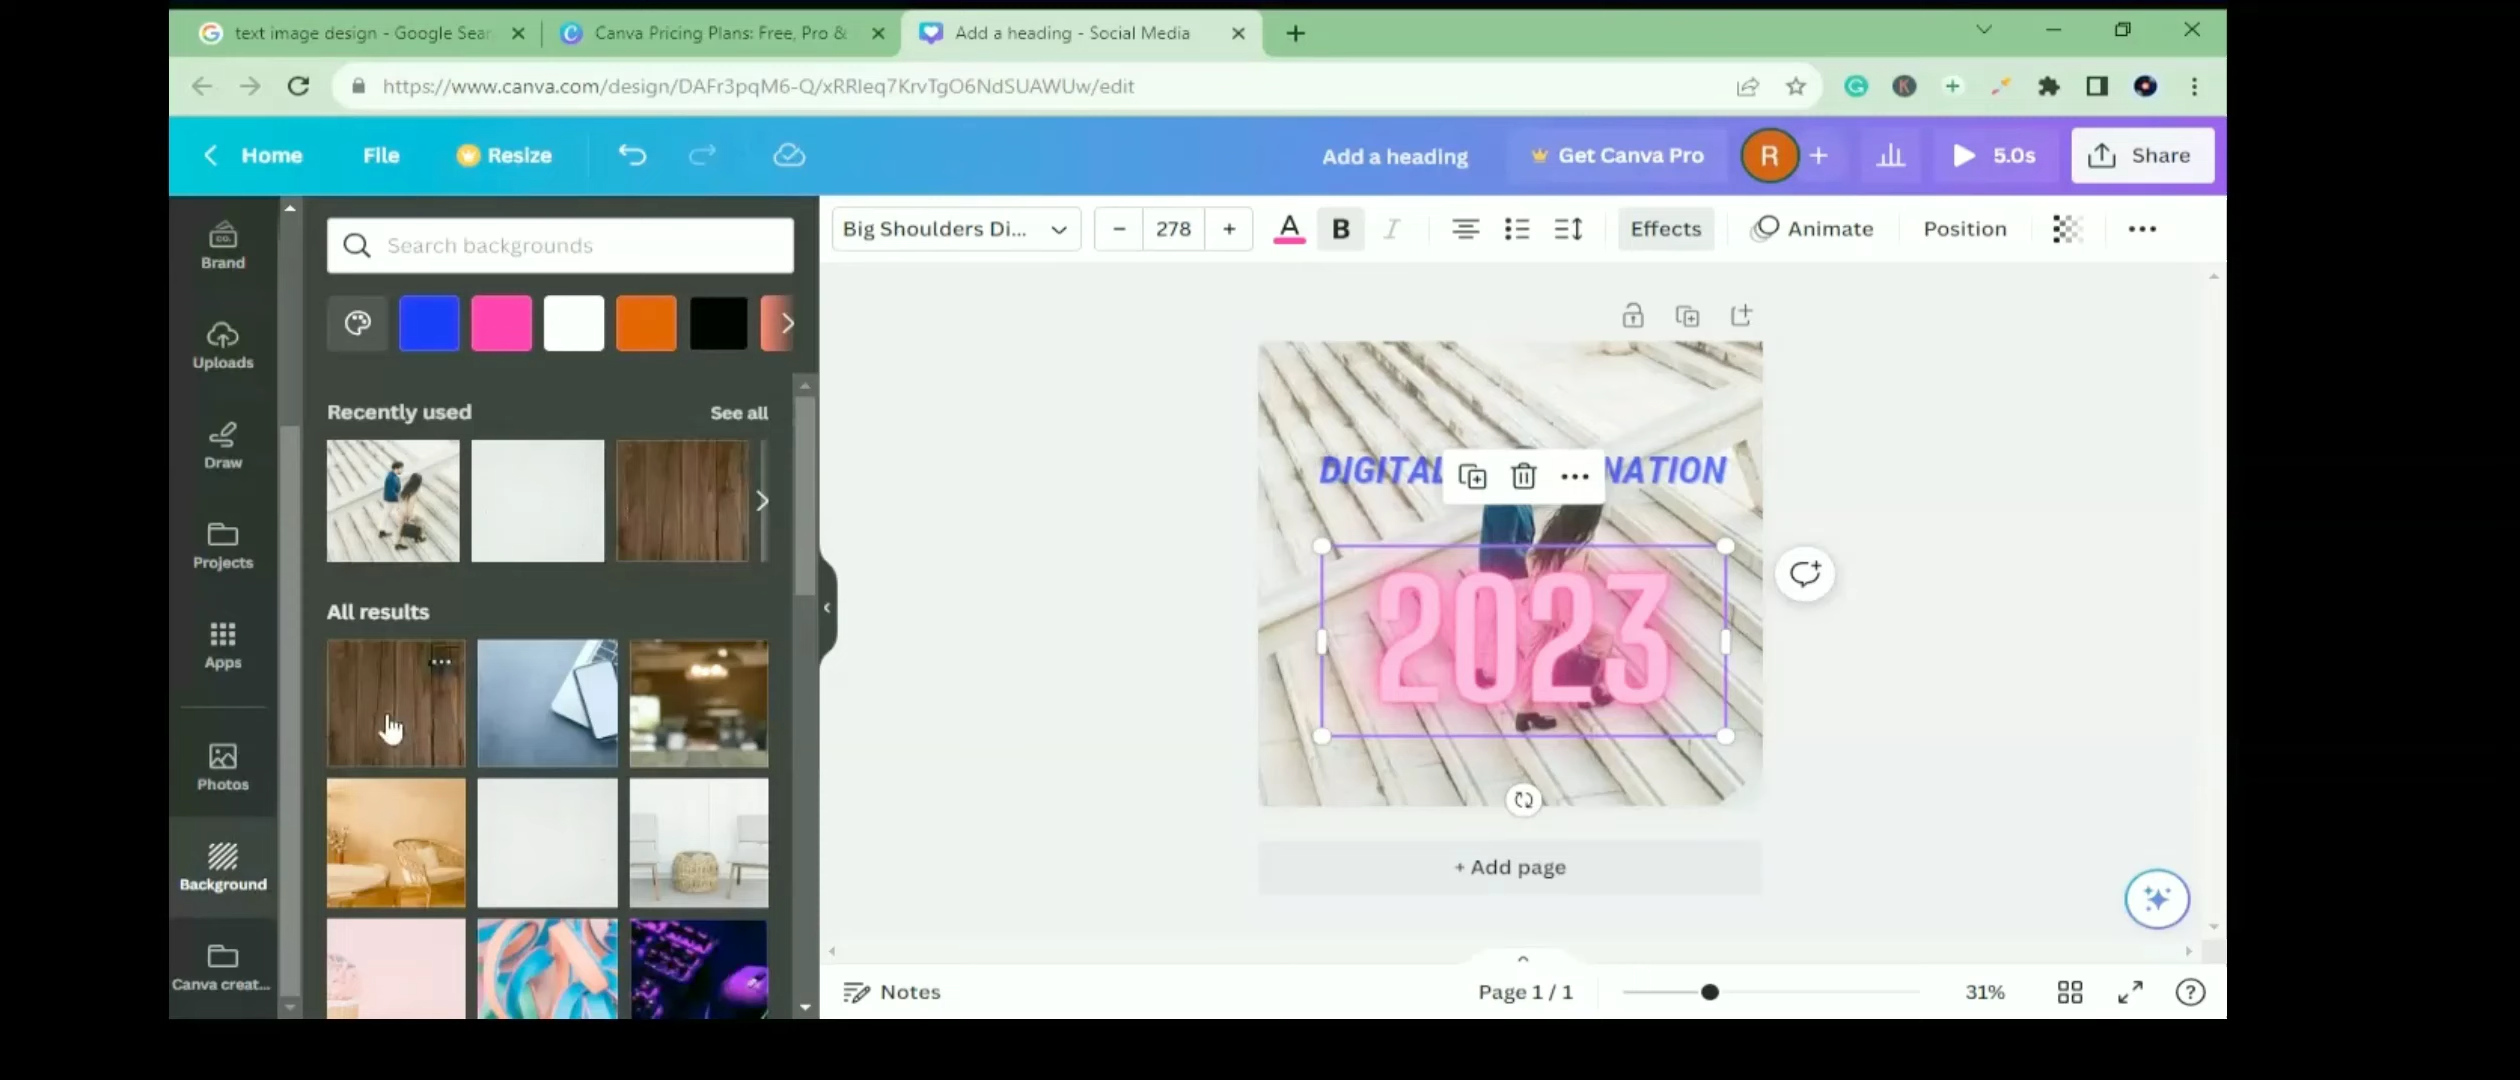 text image design - Google Sear
Canva Pricing Plans: Free, Pro &
Add a heading - Social Media
https://www.canva.com/design/DAFr3pqM6-Q/xRRleq7KrvTgO6NdSUAWUw/edit
Home
File
Resize
Add a heading
Get Canva Pro
R
5.0s
Share
CO.
Brand
Uploads
Draw
Projects
Apps
Photos
Background
Canva creat...
Search backgrounds
Recently used
See all
All results
Big Shoulders Di...
278
A
B
I
Effects
Animate
Position
DIGITAL NATION
2023
+ Add page
Notes
Page 1 / 1
31%